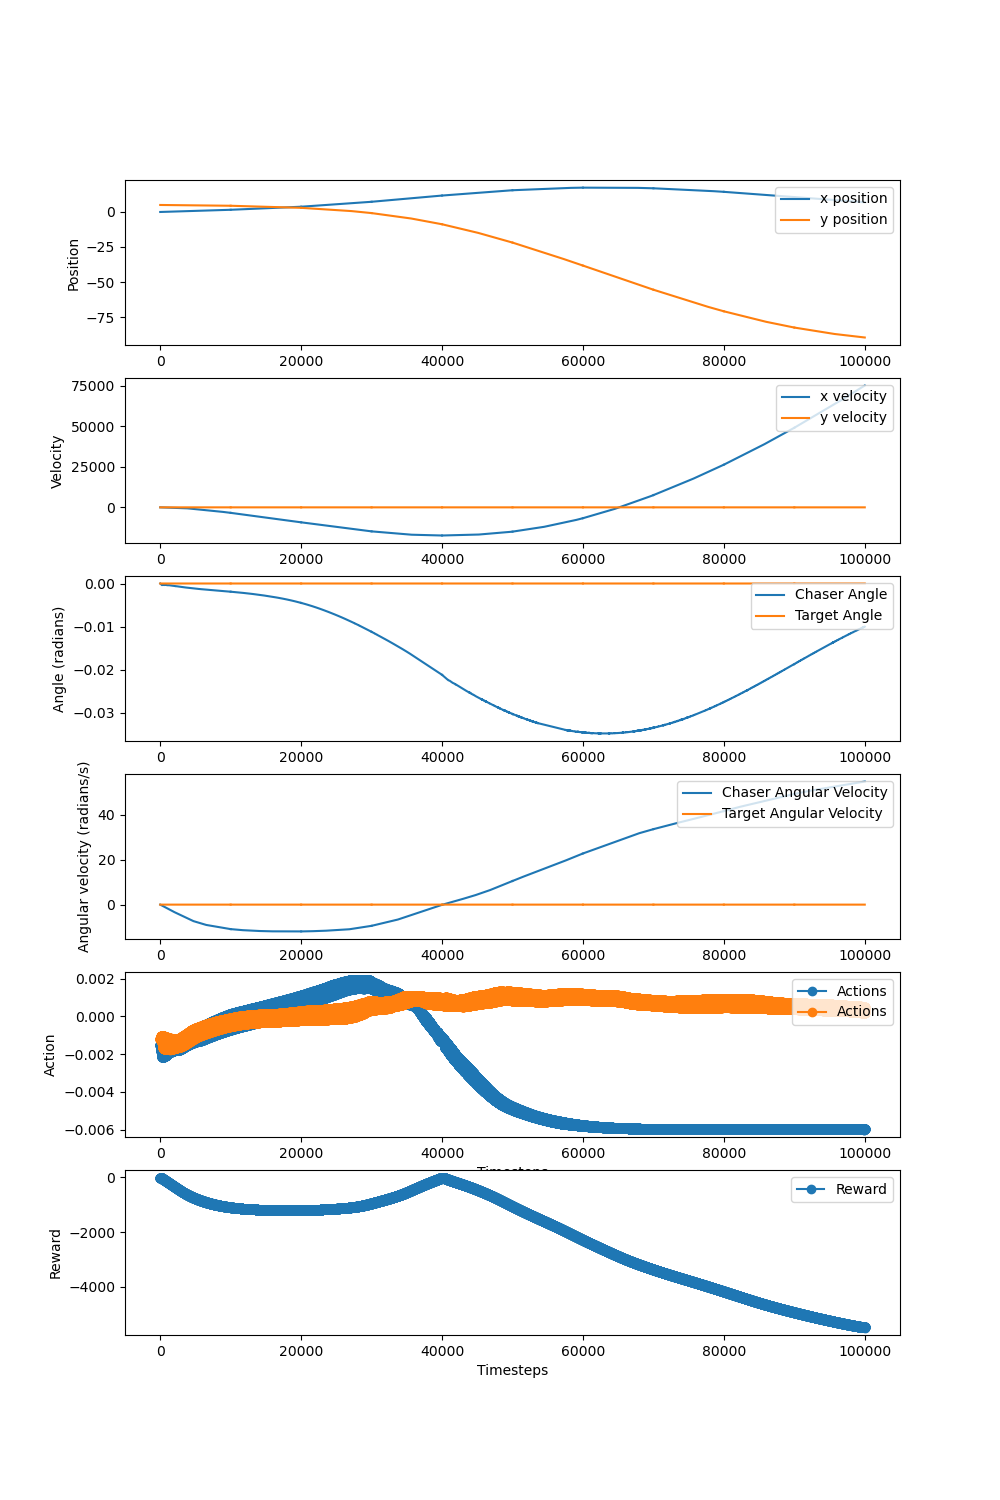 0
−25
−50
−75
Position
x position
y position
0 20000 40000 60000 80000 100000
75000
50000
25000
0
Velocity
x velocity
y velocity
0 20000 40000 60000 80000 100000
0.00
−0.01
−0.02
−0.03
Angle (radians)
Chaser Angle
Target Angle
0 20000 40000 60000 80000 100000
40
20
0
Angular velocity (radians/s)
Chaser Angular Velocity
Target Angular Velocity
0 20000 40000 60000 80000 100000
0.002
0.000
−0.002
−0.004
−0.006
Action
Actions
Actions
0 20000 40000 60000 80000 100000
Timesteps
0
−2000
−4000
Reward
Reward
0 20000 40000 60000 80000 100000
Timesteps